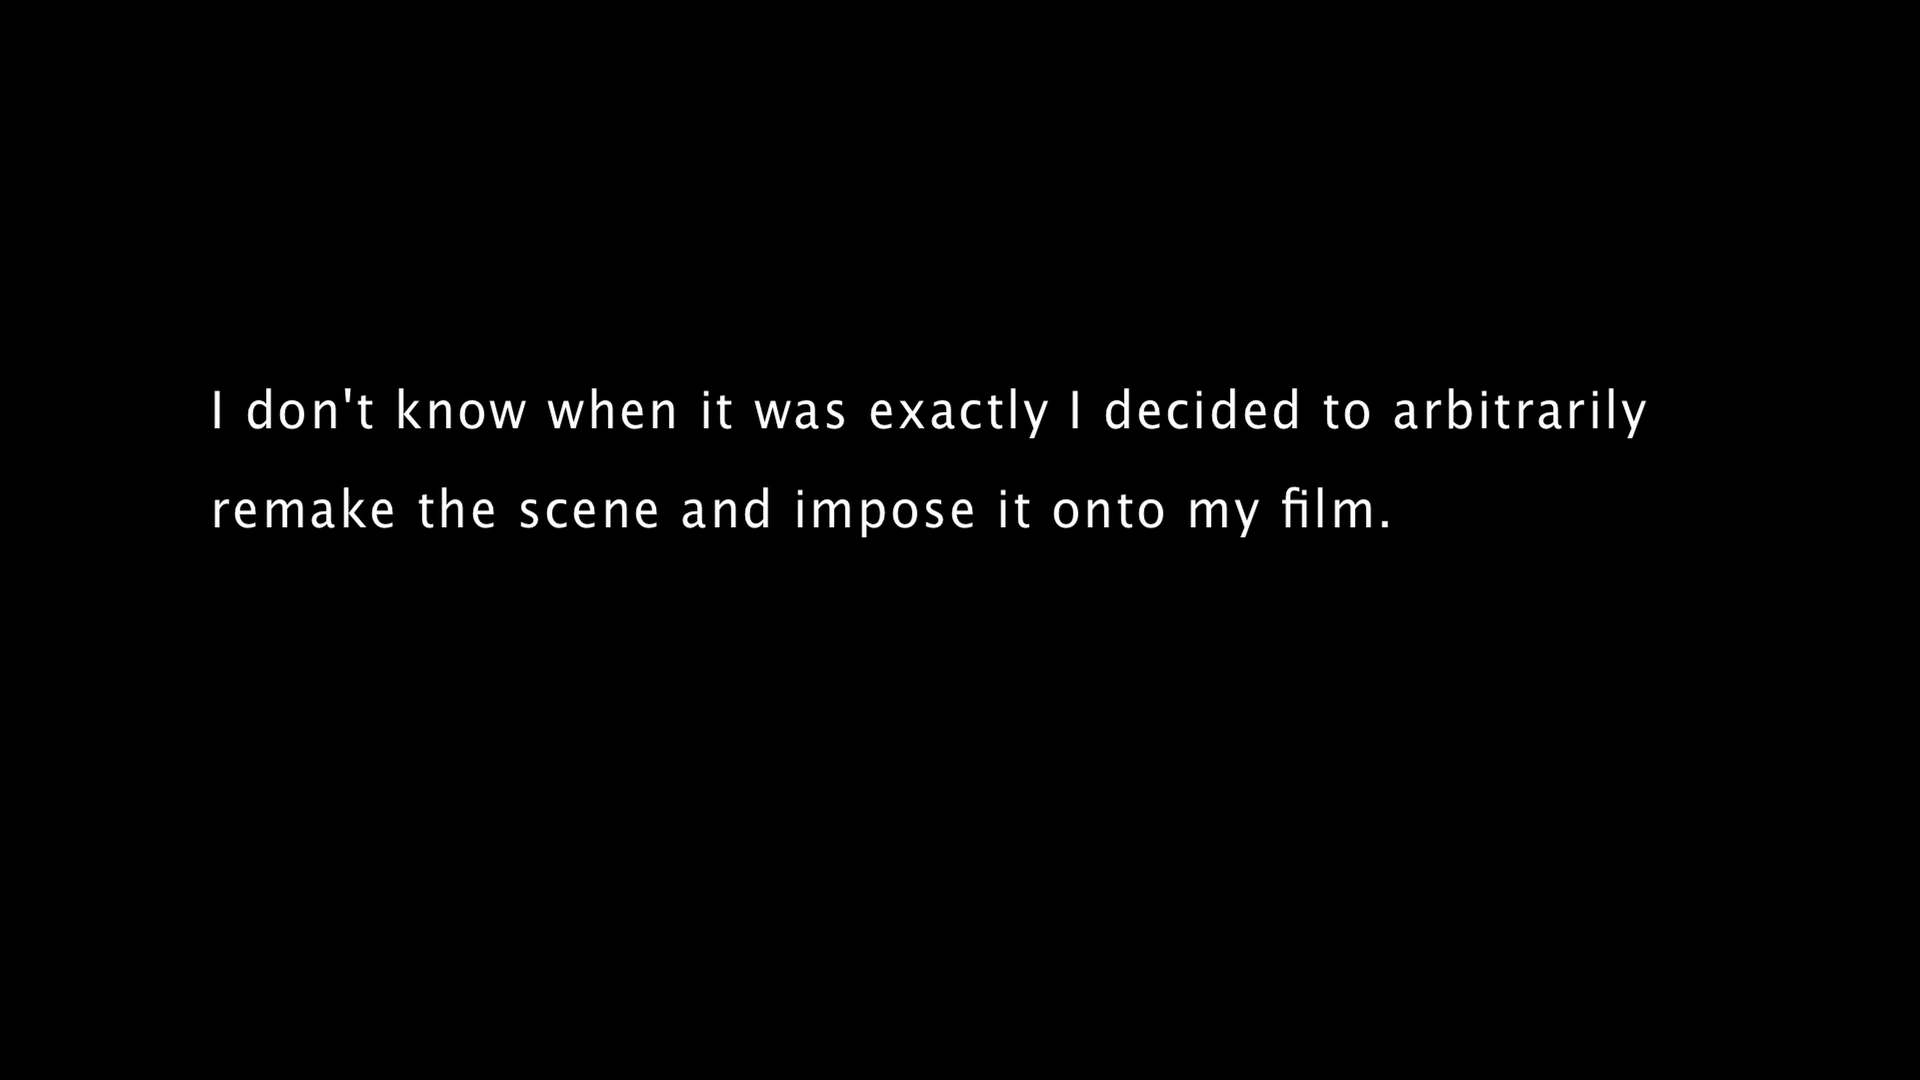 I don't know when it was exactly I decided to arbitrarily
remake the scene and impose it onto my film.